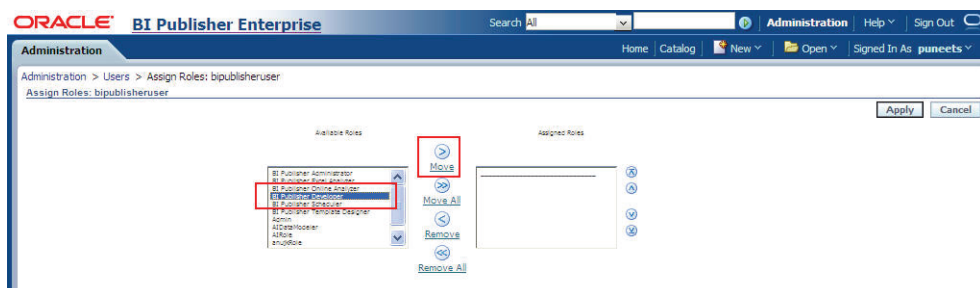 ORACLE BI Publisher Enterprise Search All Administration Help Sign Out
Administration Home Catalog New Open Signed In As puneets
Administration > Users > Assign Roles: bipublisheruser
Assign Roles: bipublisheruser
Apply Cancel
Available Roles Assigned Roles
Move
Move All
Remove
Remove All
BI Publisher Administrator
BI Publisher Excel Analyzer
BI Publisher Online Analyzer
BI Publisher Developer
BI Publisher Scheduler
BI Publisher Template Designer
Admin
AIDataModeler
AIRole
anujkRole